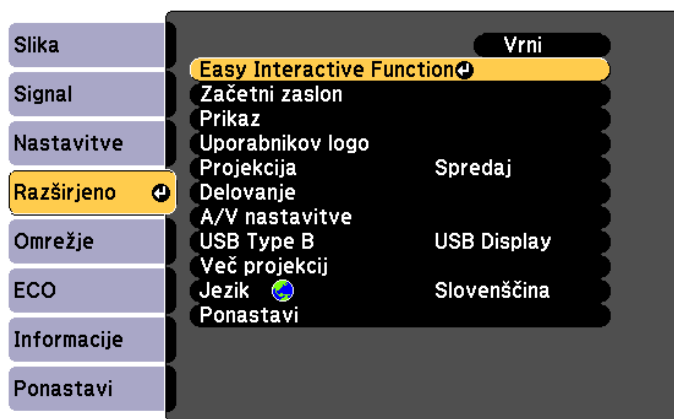 Slika
Signal
Nastavitve
Razširjeno
Omrežje
ECO
Informacije
Ponastavi
Vrni
Easy Interactive Function
Začetni zaslon
Prikaz
Uporabnikov logo
Projekcija Spredaj
Delovanje
A/V nastavitve
USB Type B USB Display
Več projekcij
Jezik Slovenščina
Ponastavi